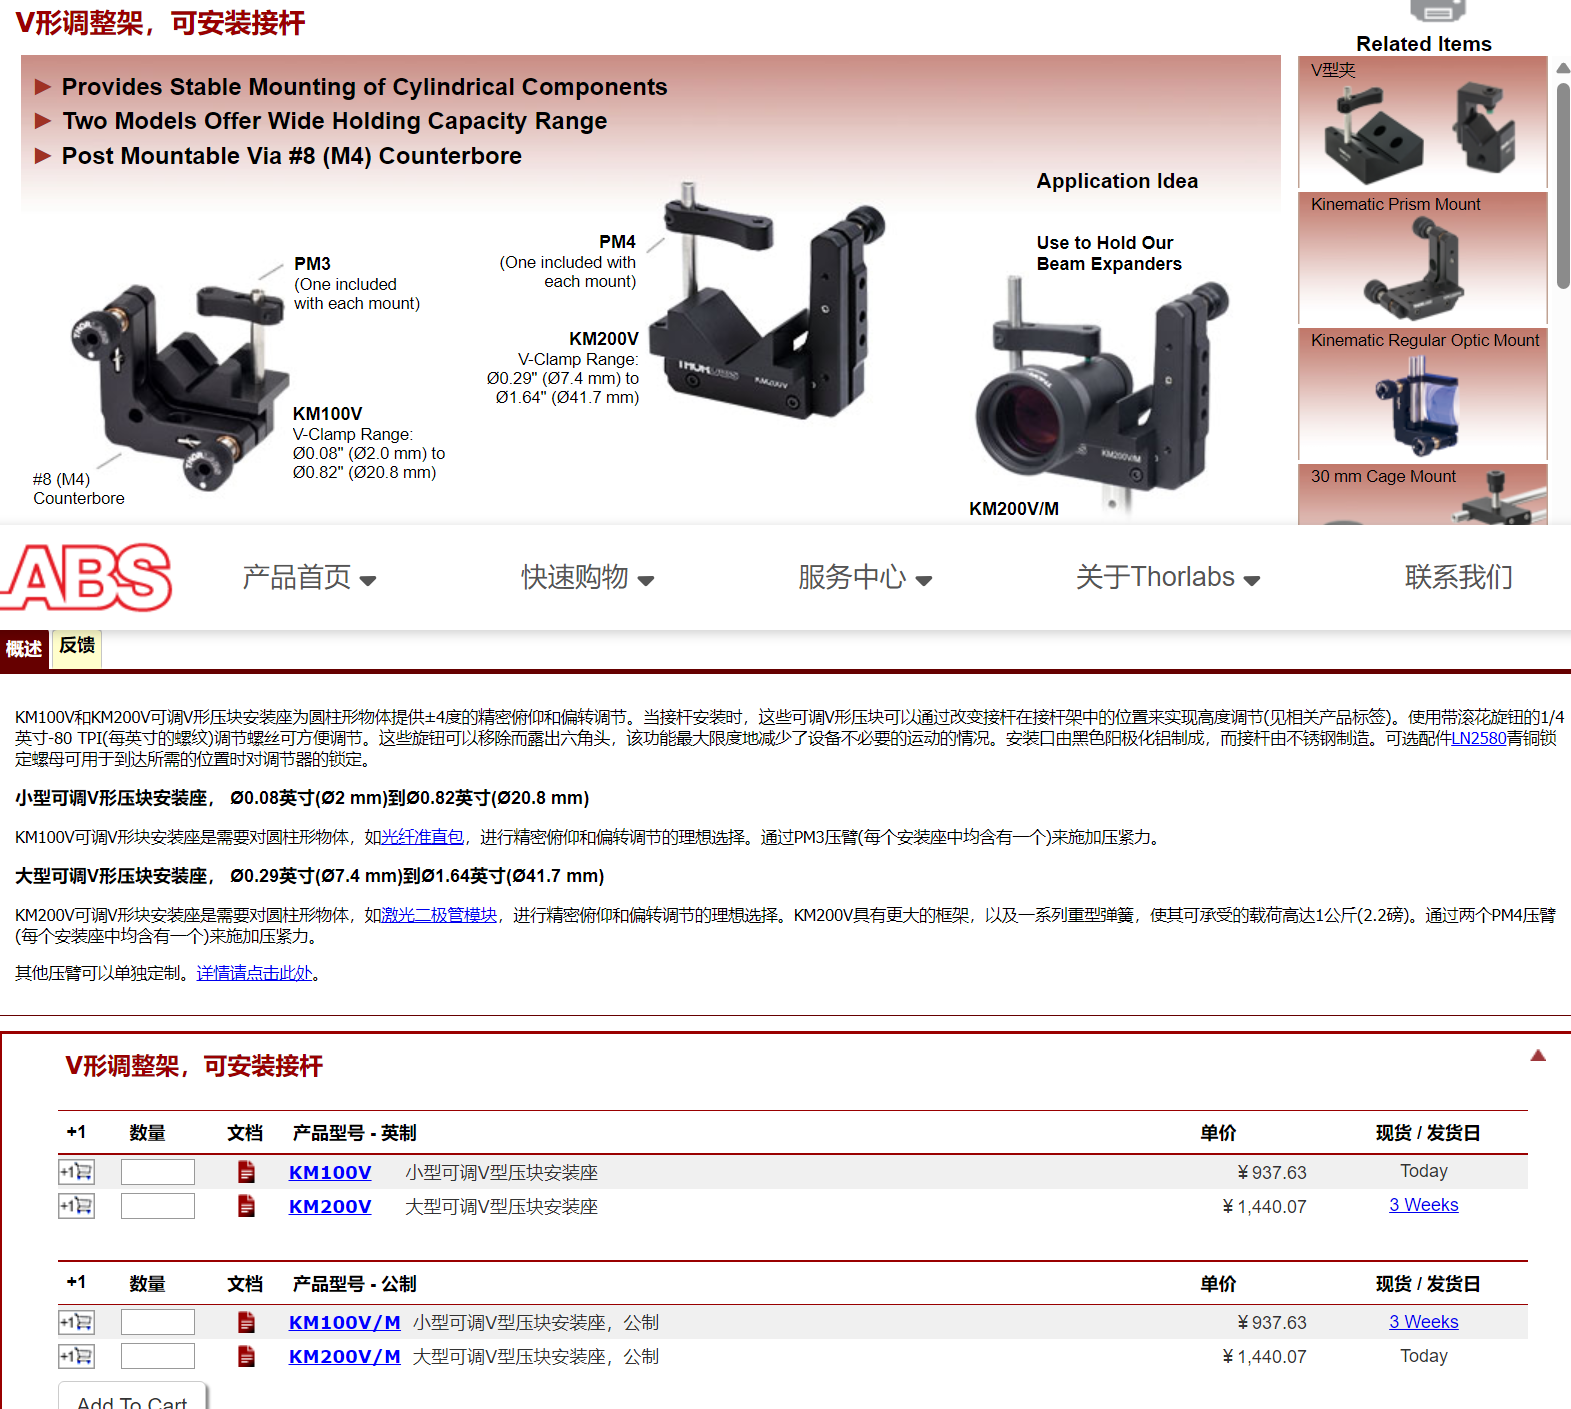 V形调整架，可安装接杆
Provides Stable Mounting of Cylindrical Components
Two Models Offer Wide Holding Capacity Range
Post Mountable Via #8 (M4) Counterbore
PM3
(One included
with each mount)
KM100V
V-Clamp Range:
Ø0.08" (Ø2.0 mm) to
Ø0.82" (Ø20.8 mm)
#8 (M4)
Counterbore
PM4
(One included with
each mount)
KM200V
V-Clamp Range:
Ø0.29" (Ø7.4 mm) to
Ø1.64" (Ø41.7 mm)
THORLABS
KM200V
Application Idea
Use to Hold Our
Beam Expanders
KM200V/M
KM200V/M
Related Items
V型夹
Kinematic Prism Mount
Kinematic Regular Optic Mount
30 mm Cage Mount
LABS
产品首页
快速购物
服务中心
关于Thorlabs
联系我们
概述
反馈
KM100V和KM200V可调V形压块安装座为圆柱形物体提供±4度的精密俯仰和偏转调节。当接杆安装时，这些可调V形压块可以通过改变接杆在接杆架中的位置来实现高度调节(见相关产品标签)。使用带滚花旋钮的1/4
英寸-80 TPI(每英寸的螺纹)调节螺丝可方便调节。这些旋钮可以移除而露出六角头，该功能最大限度地减少了设备不必要的运动的情况。安装口由黑色阳极化铝制成，而接杆由不锈钢制造。可选配件LN2580青铜锁
定螺母可用于到达所需的位置时对调节器的锁定。
小型可调V形压块安装座， Ø0.08英寸(Ø2 mm)到Ø0.82英寸(Ø20.8 mm)
KM100V可调V形块安装座是需要对圆柱形物体，如光纤准直包，进行精密俯仰和偏转调节的理想选择。通过PM3压臂(每个安装座中均含有一个)来施加压紧力。
大型可调V形压块安装座， Ø0.29英寸(Ø7.4 mm)到Ø1.64英寸(Ø41.7 mm)
KM200V可调V形块安装座是需要对圆柱形物体，如激光二极管模块，进行精密俯仰和偏转调节的理想选择。KM200V具有更大的框架，以及一系列重型弹簧，使其可承受的载荷高达1公斤(2.2磅)。通过两个PM4压臂
(每个安装座中均含有一个)来施加压紧力。
其他压臂可以单独定制。详情请点击此处。
V形调整架，可安装接杆
+1 数量 文档 产品型号 - 英制 单价 现货 / 发货日
+1 KM100V 小型可调V型压块安装座 ¥937.63 Today
+1 KM200V 大型可调V型压块安装座 ¥1,440.07 3 Weeks
+1 数量 文档 产品型号 - 公制 单价 现货 / 发货日
+1 KM100V/M 小型可调V型压块安装座，公制 ¥937.63 3 Weeks
+1 KM200V/M 大型可调V型压块安装座，公制 ¥1,440.07 Today
Add To Cart